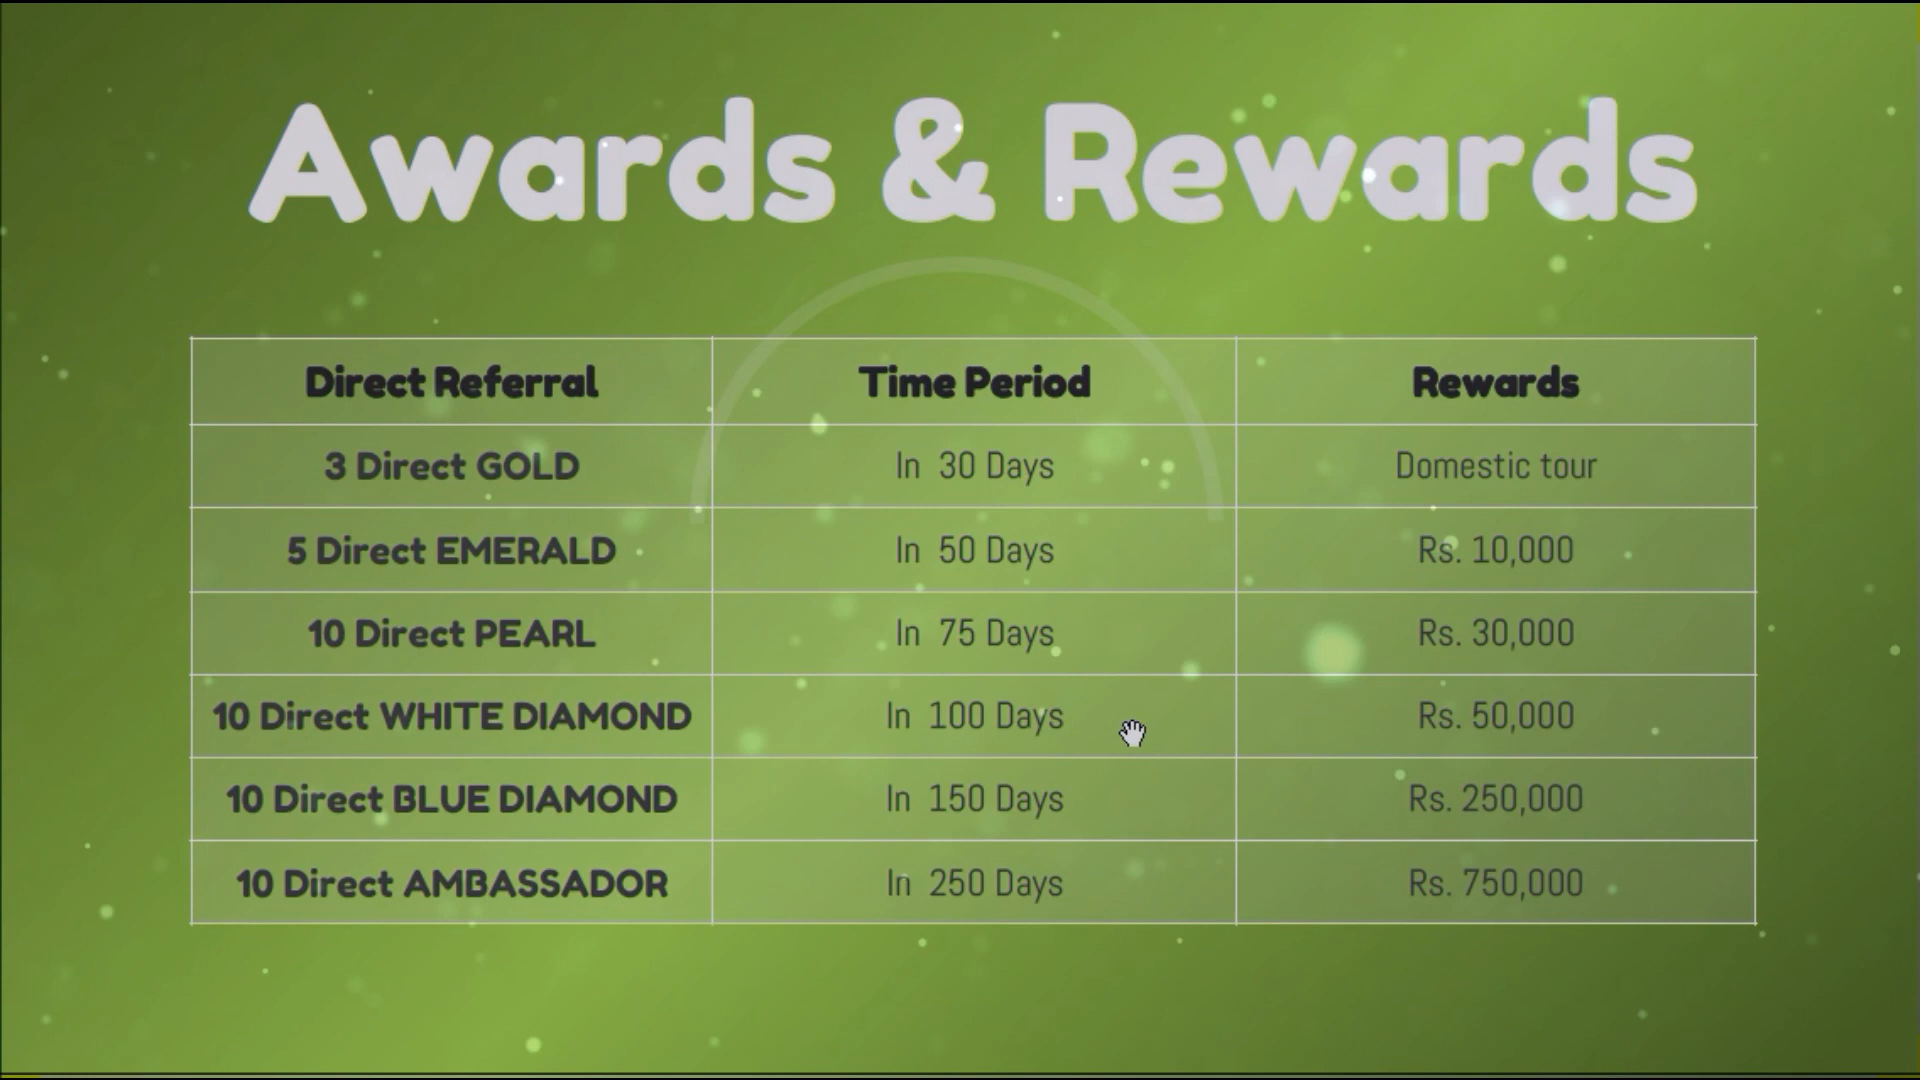 Awards & Rewards
Direct Referral Time Period Rewards
3 Direct GOLD In 30 Days Domestic tour
5 Direct EMERALD In 50 Days Rs. 10,000
10 Direct PEARL In 75 Days Rs. 30,000
10 Direct WHITE DIAMOND In 100 Days Rs. 50,000
10 Direct BLUE DIAMOND In 150 Days Rs. 250,000
10 Direct AMBASSADOR In 250 Days Rs. 750,000